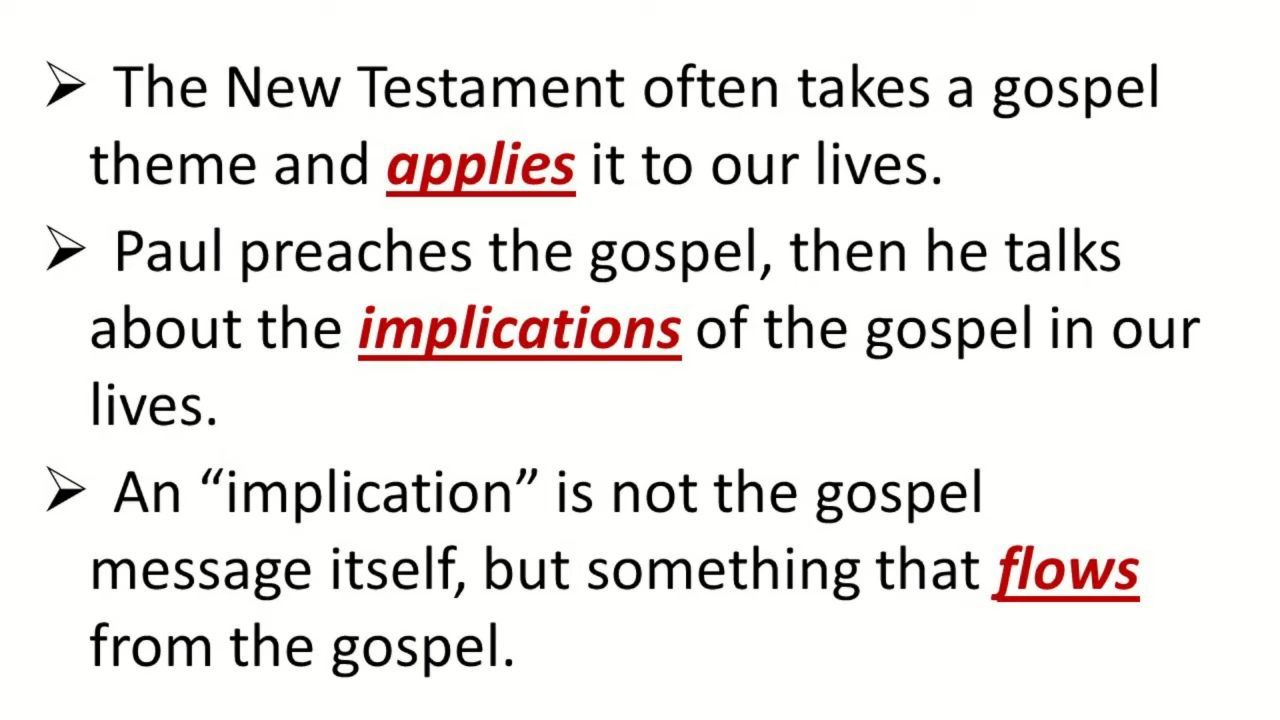 ➢ The New Testament often takes a gospel
theme and applies it to our lives.
➢ Paul preaches the gospel, then he talks
about the implications of the gospel in our
lives.
➢ An “implication” is not the gospel
message itself, but something that flows
from the gospel.